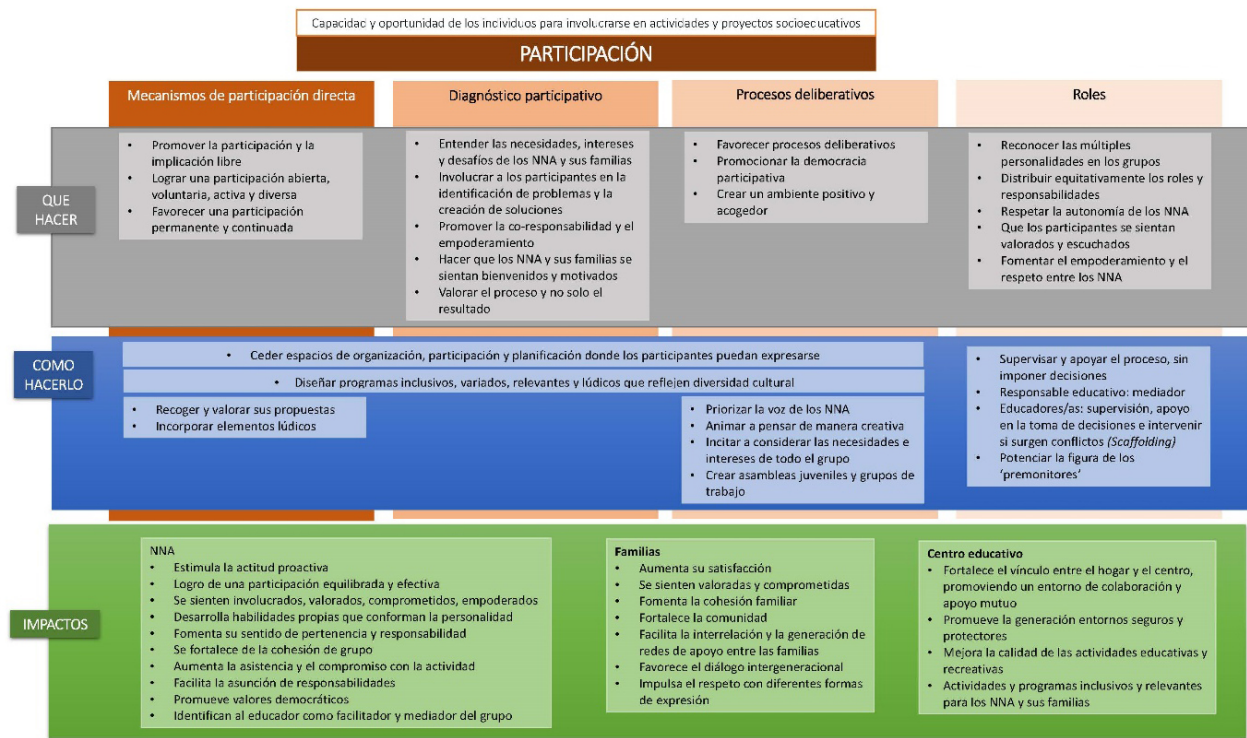 Capacidad y oportunidad de los individuos para involucrarse en actividades y proyectos socioeducativos
PARTICIPACIÓN
Mecanismos de participación directa
Diagnóstico participativo
Procesos deliberativos
Roles
QUE
HACER
• Promover la participación y la
implicación libre
• Lograr una participación abierta,
voluntaria, activa y diversa
• Favorecer una participación
permanente y continuada
• Entender las necesidades, intereses
y desafíos de los NNA y sus familias
• Involucrar a los participantes en la
identificación de problemas y la
creación de soluciones
• Promover la co-responsabilidad y el
empoderamiento
• Hacer que los NNA y sus familias se
sientan bienvenidos y motivados
• Valorar el proceso y no solo el
resultado
• Favorecer procesos deliberativos
• Promocionar la democracia
participativa
• Crear un ambiente positivo y
acogedor
• Reconocer las múltiples
personalidades en los grupos
• Distribuir equitativamente los roles y
responsabilidades
• Respetar la autonomía de los NNA
• Que los participantes se sientan
valorados y escuchados
• Fomentar el empoderamiento y el
respeto entre los NNA
COMO
HACERLO
• Ceder espacios de organización, participación y planificación donde los participantes puedan expresarse
• Diseñar programas inclusivos, variados, relevantes y lúdicos que reflejen diversidad cultural
• Recoger y valorar sus propuestas
• Incorporar elementos lúdicos
• Priorizar la voz de los NNA
• Animar a pensar de manera creativa
• Incitar a considerar las necesidades e
intereses de todo el grupo
• Crear asambleas juveniles y grupos de
trabajo
• Supervisar y apoyar el proceso, sin
imponer decisiones
• Responsable educativo: mediador
• Educadores/as: supervisión, apoyo
en la toma de decisiones e intervenir
si surgen conflictos (Scaffolding)
• Potenciar la figura de los
'premonitores'
IMPACTOS
NNA
• Estimula la actitud proactiva
• Logro de una participación equilibrada y efectiva
• Se sienten involucrados, valorados, comprometidos, empoderados
• Desarrolla habilidades propias que conforman la personalidad
• Fomenta su sentido de pertenencia y responsabilidad
• Se fortalece de la cohesión de grupo
• Aumenta la asistencia y el compromiso con la actividad
• Facilita la asunción de responsabilidades
• Promueve valores democráticos
• Identifican al educador como facilitador y mediador del grupo
Familias
• Aumenta su satisfacción
• Se sienten valoradas y comprometidas
• Fomenta la cohesión familiar
• Fortalece la comunidad
• Facilita la interrelación y la generación de
redes de apoyo entre las familias
• Favorece el diálogo intergeneracional
• Impulsa el respeto con diferentes formas
de expresión
Centro educativo
• Fortalece el vínculo entre el hogar y el centro,
promoviendo un entorno de colaboración y
apoyo mutuo
• Promueve la generación entornos seguros y
protectores
• Mejora la calidad de las actividades educativas y
recreativas
• Actividades y programas inclusivos y relevantes
para los NNA y sus familias